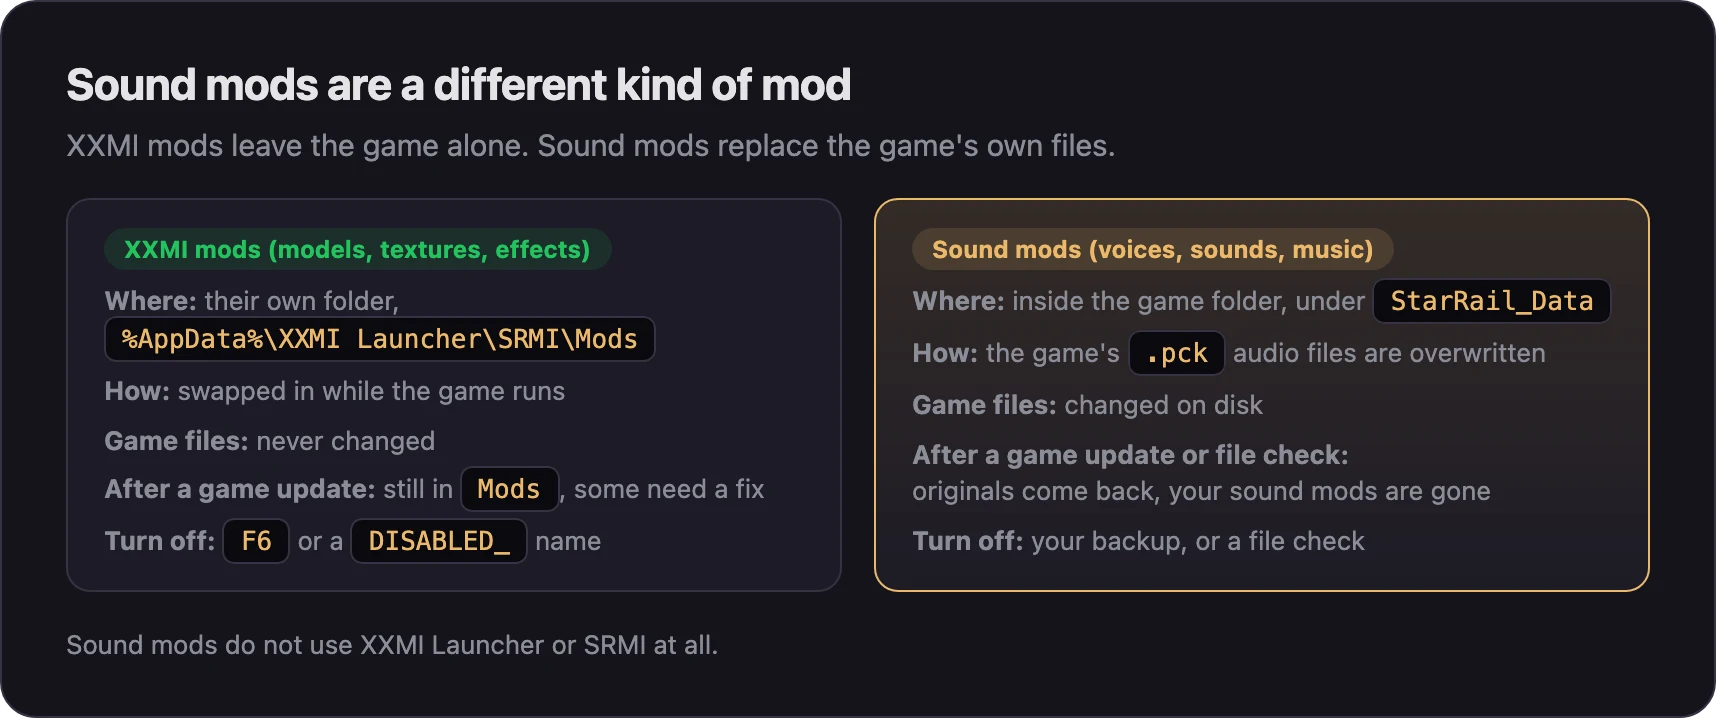 Sound mods are a different kind of mod
XXMI mods leave the game alone. Sound mods replace the game's own files.
XXMI mods (models, textures, effects)
Where: their own folder,
%AppData%\XXMI Launcher\SRMI\Mods
How: swapped in while the game runs
Game files: never changed
After a game update: still in Mods, some need a fix
Turn off: F6 or a DISABLED_ name
Sound mods (voices, sounds, music)
Where: inside the game folder, under StarRail_Data
How: the game's .pck audio files are overwritten
Game files: changed on disk
After a game update or file check:
originals come back, your sound mods are gone
Turn off: your backup, or a file check
Sound mods do not use XXMI Launcher or SRMI at all.